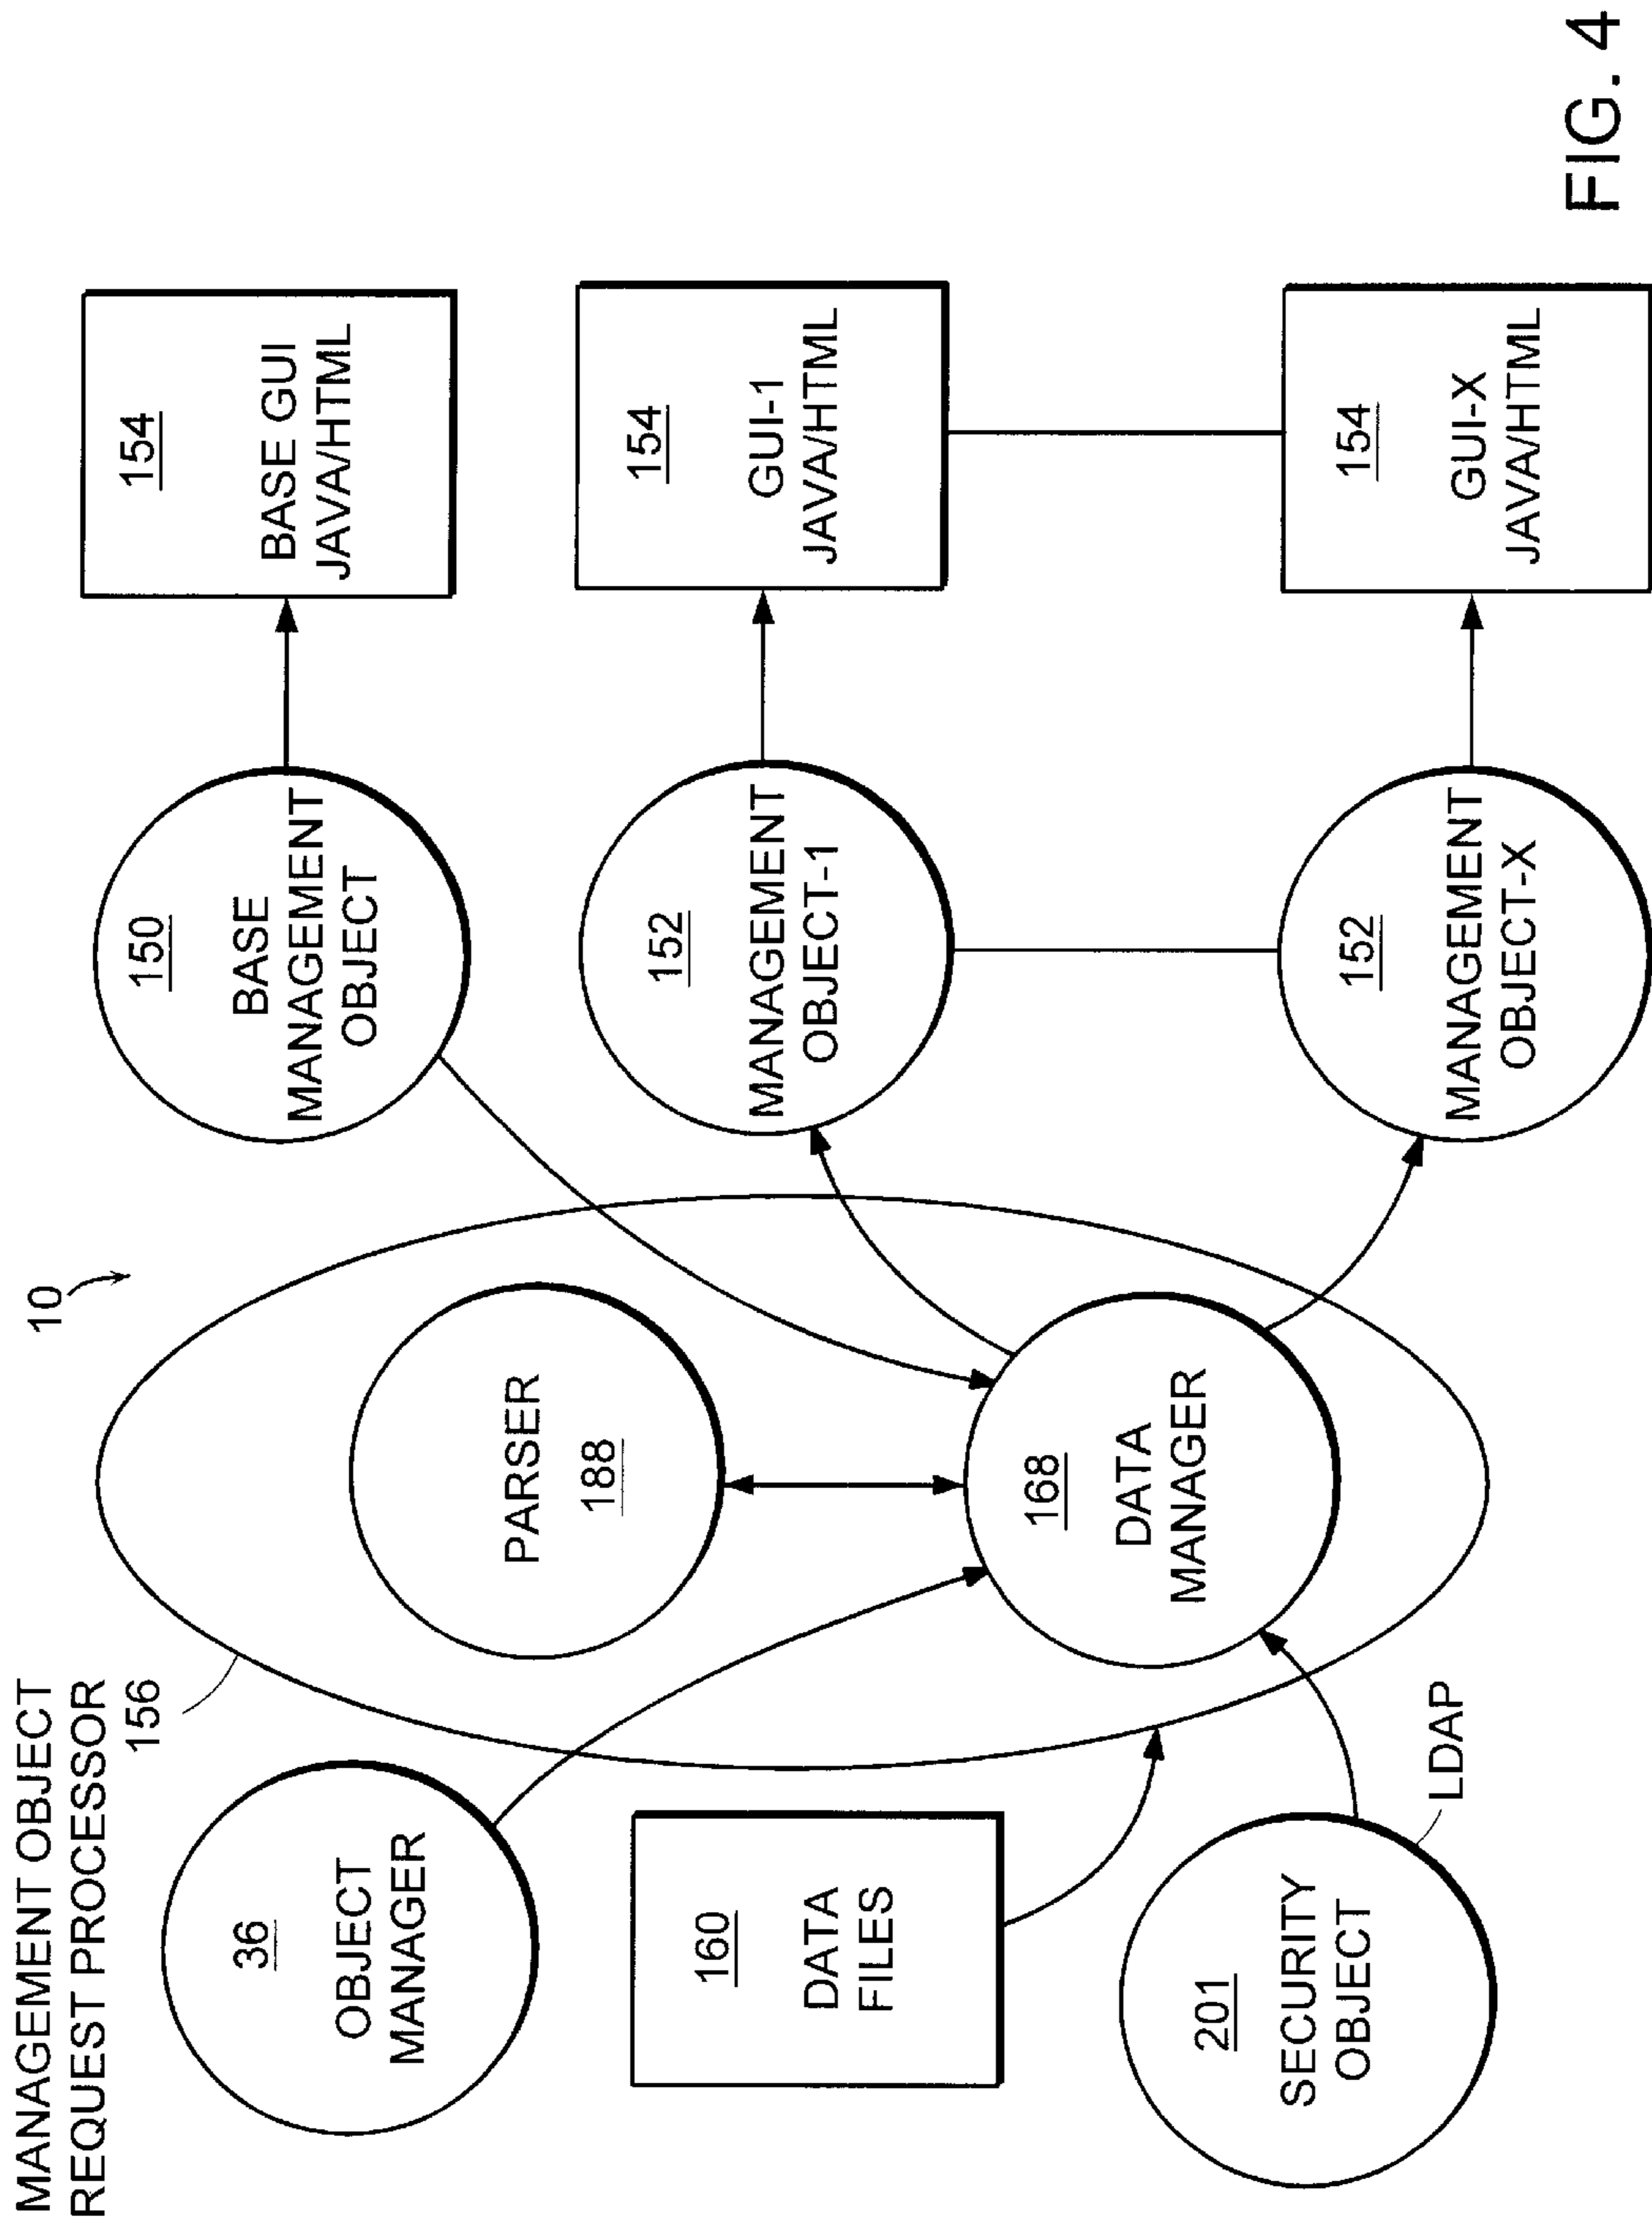 MANAGEMENT OBJECT
REQUEST PROCESSOR
156
10
36
OBJECT
MANAGER
160
DATA
FILES
201
SECURITY
OBJECT
LDAP
PARSER
188
168
DATA
MANAGER
150
BASE
MANAGEMENT
OBJECT
152
MANAGEMENT
OBJECT-1
152
MANAGEMENT
OBJECT-X
154
BASE GUI
JAVA/HTML
154
GUI-1
JAVA/HTML
154
GUI-X
JAVA/HTML
FIG. 4